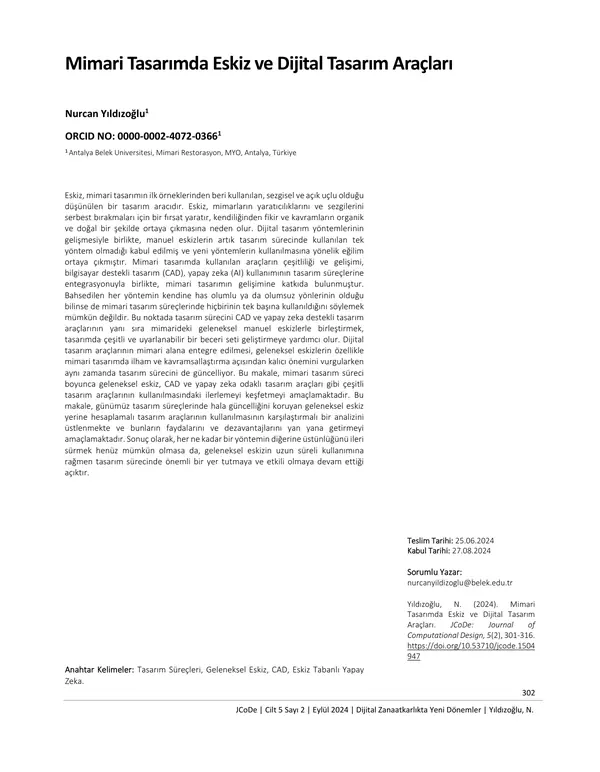 Mimari Tasarımda Eskiz ve Dijital Tasarım Araçları
Nurcan Yıldızoğlu¹
ORCID NO: 0000-0002-4072-0366¹
¹ Antalya Belek Universitesi, Mimari Restorasyon, MYO, Antalya, Türkiye
Eskiz, mimari tasarımın ilk örneklerinden beri kullanılan, sezgisel ve açık uçlu olduğu
düşünülen bir tasarım aracıdır. Eskiz, mimarların yaratıcılıklarını ve sezgilerini
serbest bırakmaları için bir fırsat yaratır, kendiliğinden fikir ve kavramların organik
ve doğal bir şekilde ortaya çıkmasına neden olur. Dijital tasarım yöntemlerinin
gelişmesiyle birlikte, manuel eskizlerin artık tasarım sürecinde kullanılan tek
yöntem olmadığı kabul edilmiş ve yeni yöntemlerin kullanılmasına yönelik eğilim
ortaya çıkmıştır. Mimari tasarımda kullanılan araçların çeşitliliği ve gelişimi,
bilgisayar destekli tasarım (CAD), yapay zeka (AI) kullanımının tasarım süreçlerine
entegrasyonuyla birlikte, mimari tasarımın gelişimine katkıda bulunmuştur.
Bahsedilen her yöntemin kendine has olumlu ya da olumsuz yönlerinin olduğu
bilinse de mimari tasarım süreçlerinde hiçbirinin tek başına kullanıldığını söylemek
mümkün değildir. Bu noktada tasarım sürecini CAD ve yapay zeka destekli tasarım
araçlarının yanı sıra mimarideki geleneksel manuel eskizlerle birleştirmek,
tasarımda çeşitli ve uyarlanabilir bir beceri seti geliştirmeye yardımcı olur. Dijital
tasarım araçlarının mimari alana entegre edilmesi, geleneksel eskizlerin özellikle
mimari tasarımda ilham ve kavramsallaştırma açısından kalıcı önemini vurgularken
aynı zamanda tasarım sürecini de güncelliyor. Bu makale, mimari tasarım süreci
boyunca geleneksel eskiz, CAD ve yapay zeka odaklı tasarım araçları gibi çeşitli
tasarım araçlarının kullanılmasındaki ilerlemeyi keşfetmeyi amaçlamaktadır. Bu
makale, günümüz tasarım süreçlerinde hala güncelliğini koruyan geleneksel eskiz
yerine hesaplamalı tasarım araçlarının kullanılmasının karşılaştırmalı bir analizini
üstlenmekte ve bunların faydalarını ve dezavantajlarını yan yana getirmeyi
amaçlamaktadır. Sonuç olarak, her ne kadar bir yöntemin diğerine üstünlüğünü ileri
sürmek henüz mümkün olmasa da, geleneksel eskizin uzun süreli kullanımına
rağmen tasarım sürecinde önemli bir yer tutmaya ve etkili olmaya devam ettiği
açıktır.
Teslim Tarihi: 25.06.2024
Kabul Tarihi: 27.08.2024
Sorumlu Yazar:
nurcanyildizoglu@belek.edu.tr
Yıldızoğlu, N. (2024). Mimari
Tasarımda Eskiz ve Dijital Tasarım
Araçları. JCoDe: Journal of
Computational Design, 5(2), 301-316.
https://doi.org/10.53710/jcode.1504
947
Anahtar Kelimeler: Tasarım Süreçleri, Geleneksel Eskiz, CAD, Eskiz Tabanlı Yapay
Zeka.
302
JCoDe | Cilt 5 Sayı 2 | Eylül 2024 | Dijital Zanaatkarlıkta Yeni Dönemler | Yıldızoğlu, N.